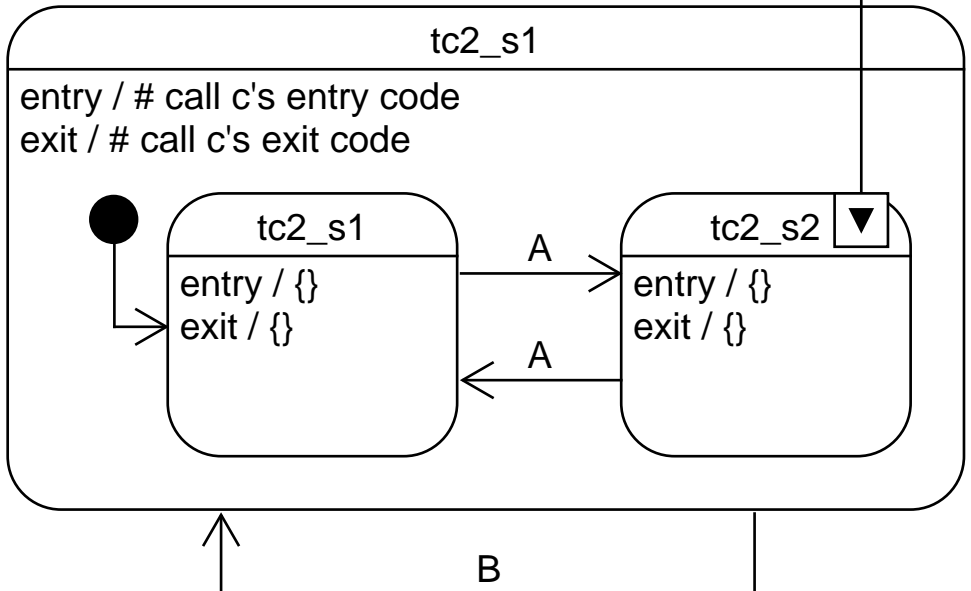 tc2_s1
entry / # call c's entry code
exit / # call c's exit code
tc2_s1
entry / {}
exit / {}
A
A
tc2_s2
entry / {}
exit / {}
B